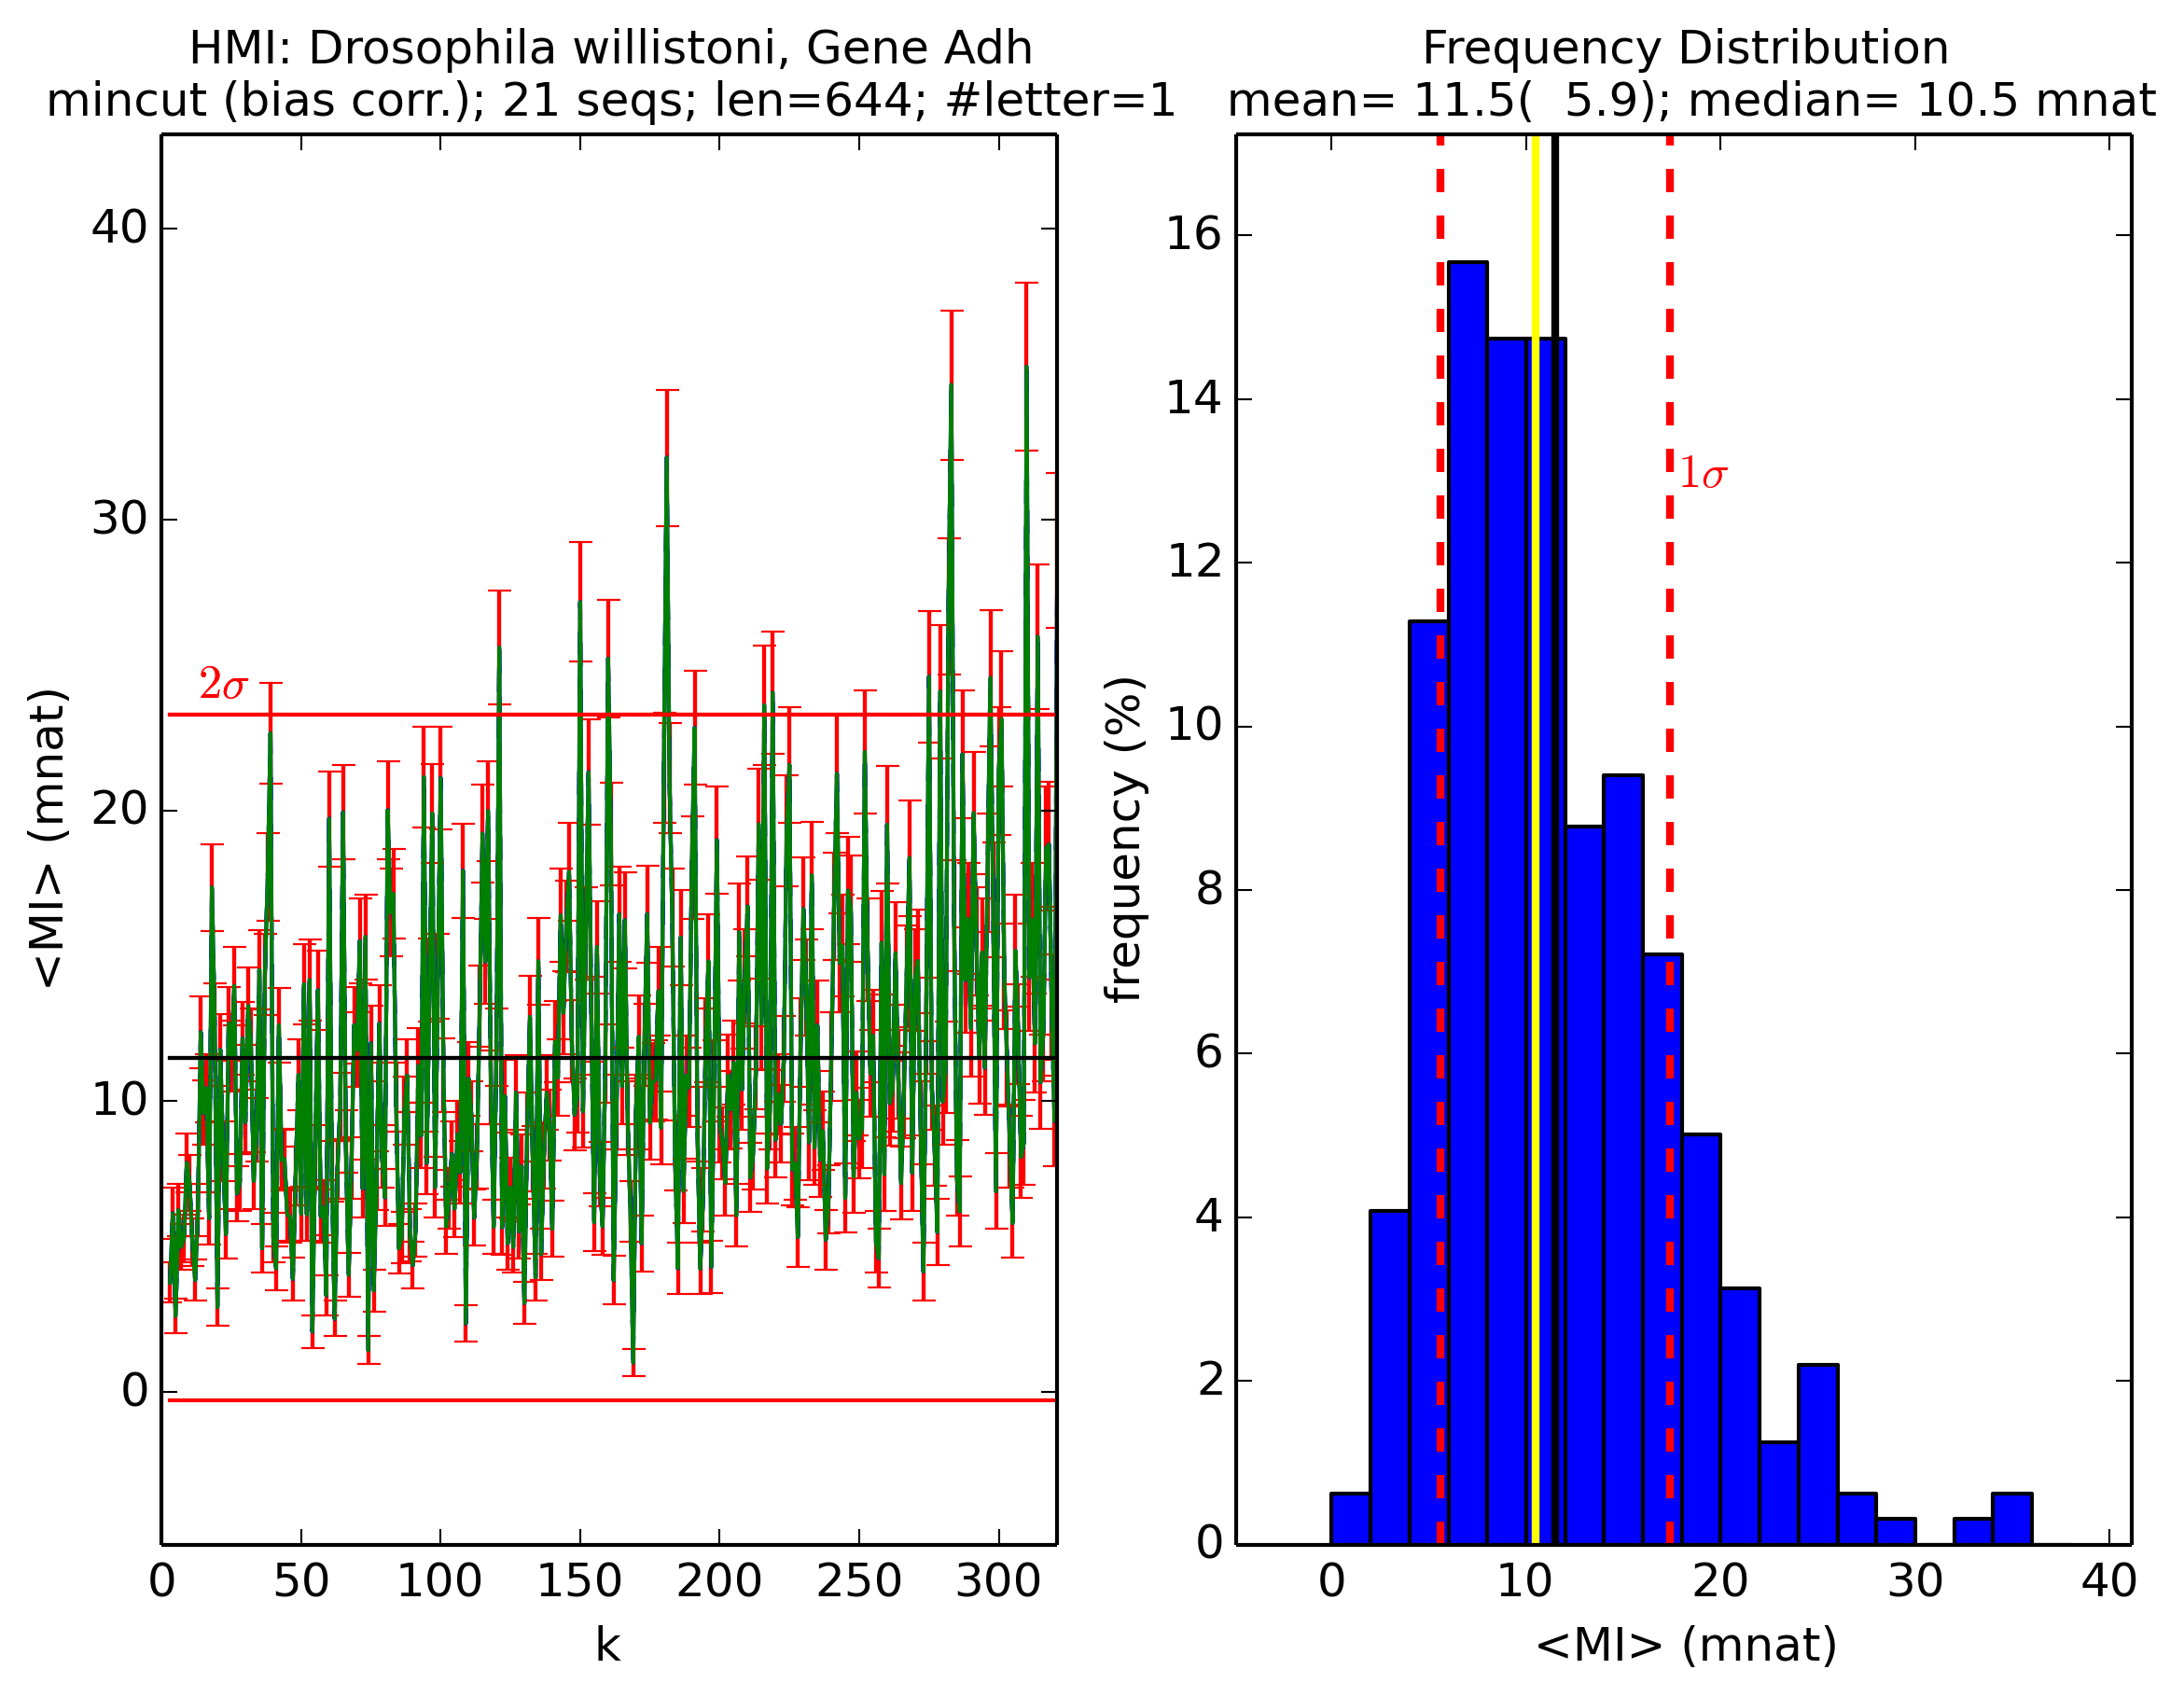 HMI: Drosophila willistoni, Gene Adh
mincut (bias corr.); 21 seqs; len=644; #letter=1
40
30
20
10
0
<MI> (mnat)
2σ
0 50 100 150 200 250 300
k
Frequency Distribution
mean= 11.5(  5.9); median= 10.5 mnat
16
14
12
10
8
6
4
2
0
frequency (%)
1σ
0 10 20 30 40
<MI> (mnat)